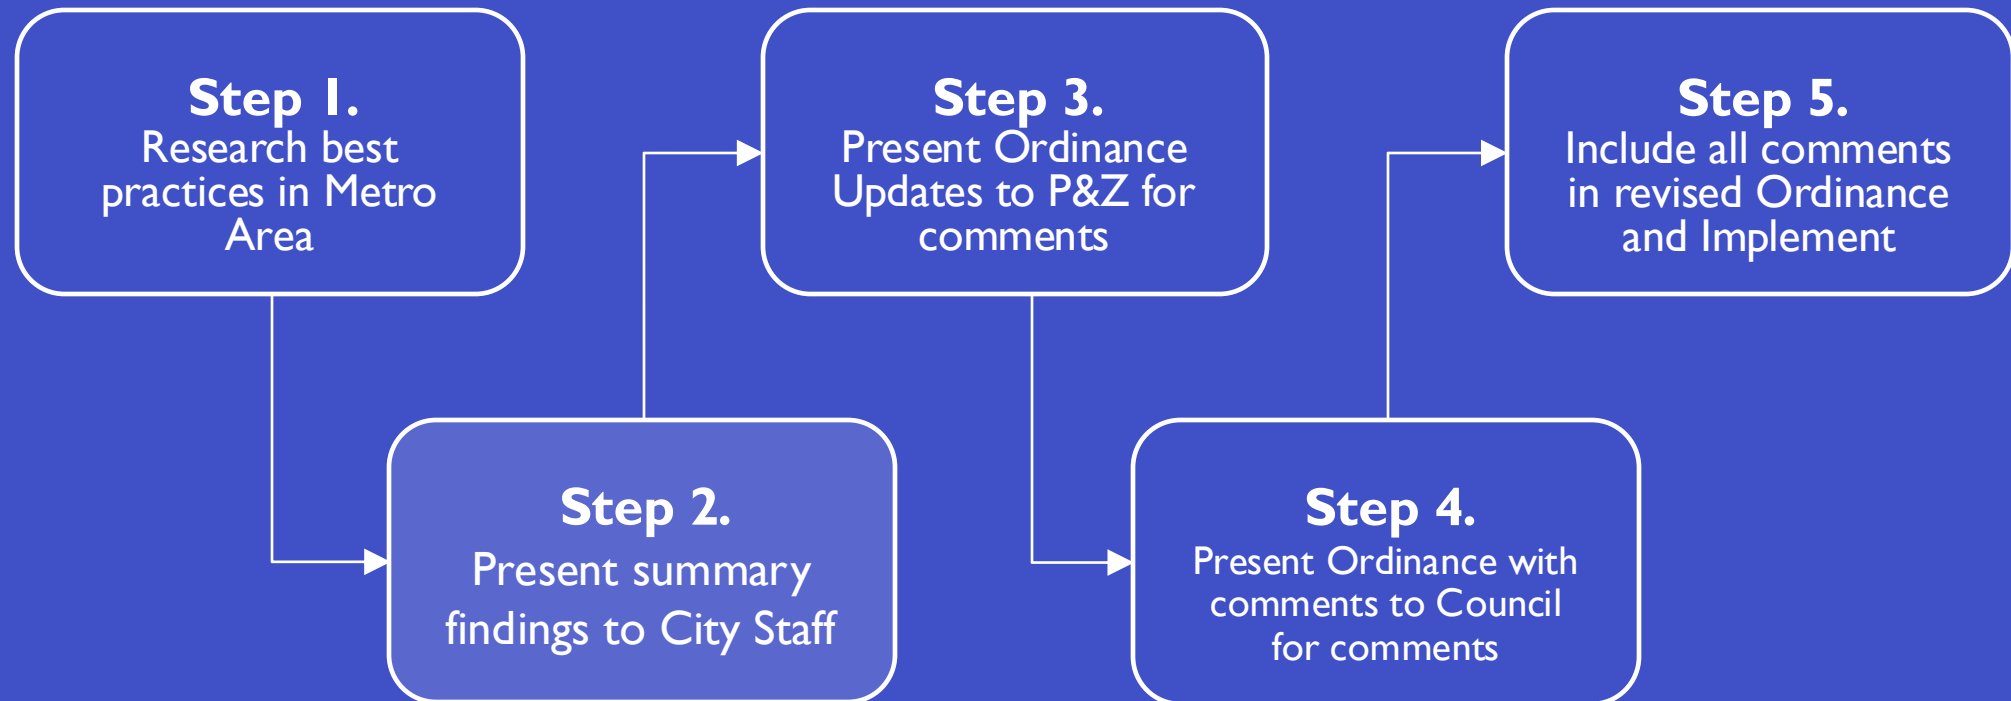 Step 1.
Research best
practices in Metro
Area
Step 2.
Present summary
findings to City Staff
Step 3.
Present Ordinance
Updates to P&Z for
comments
Step 4.
Present Ordinance with
comments to Council
for comments
Step 5.
Include all comments
in revised Ordinance
and Implement